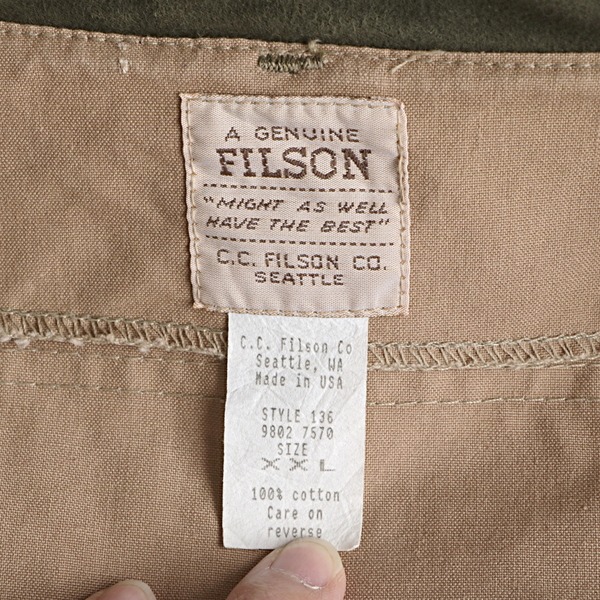 A GENUINE
FILSON
"MIGHT AS WELL
HAVE THE BEST"
C.C. FILSON CO.
SEATTLE
C.C. Filson Co
Seattle, WA
Made in USA
STYLE 136
9802 7570
SIZE
XXL
100% cotton
Care on
reverse